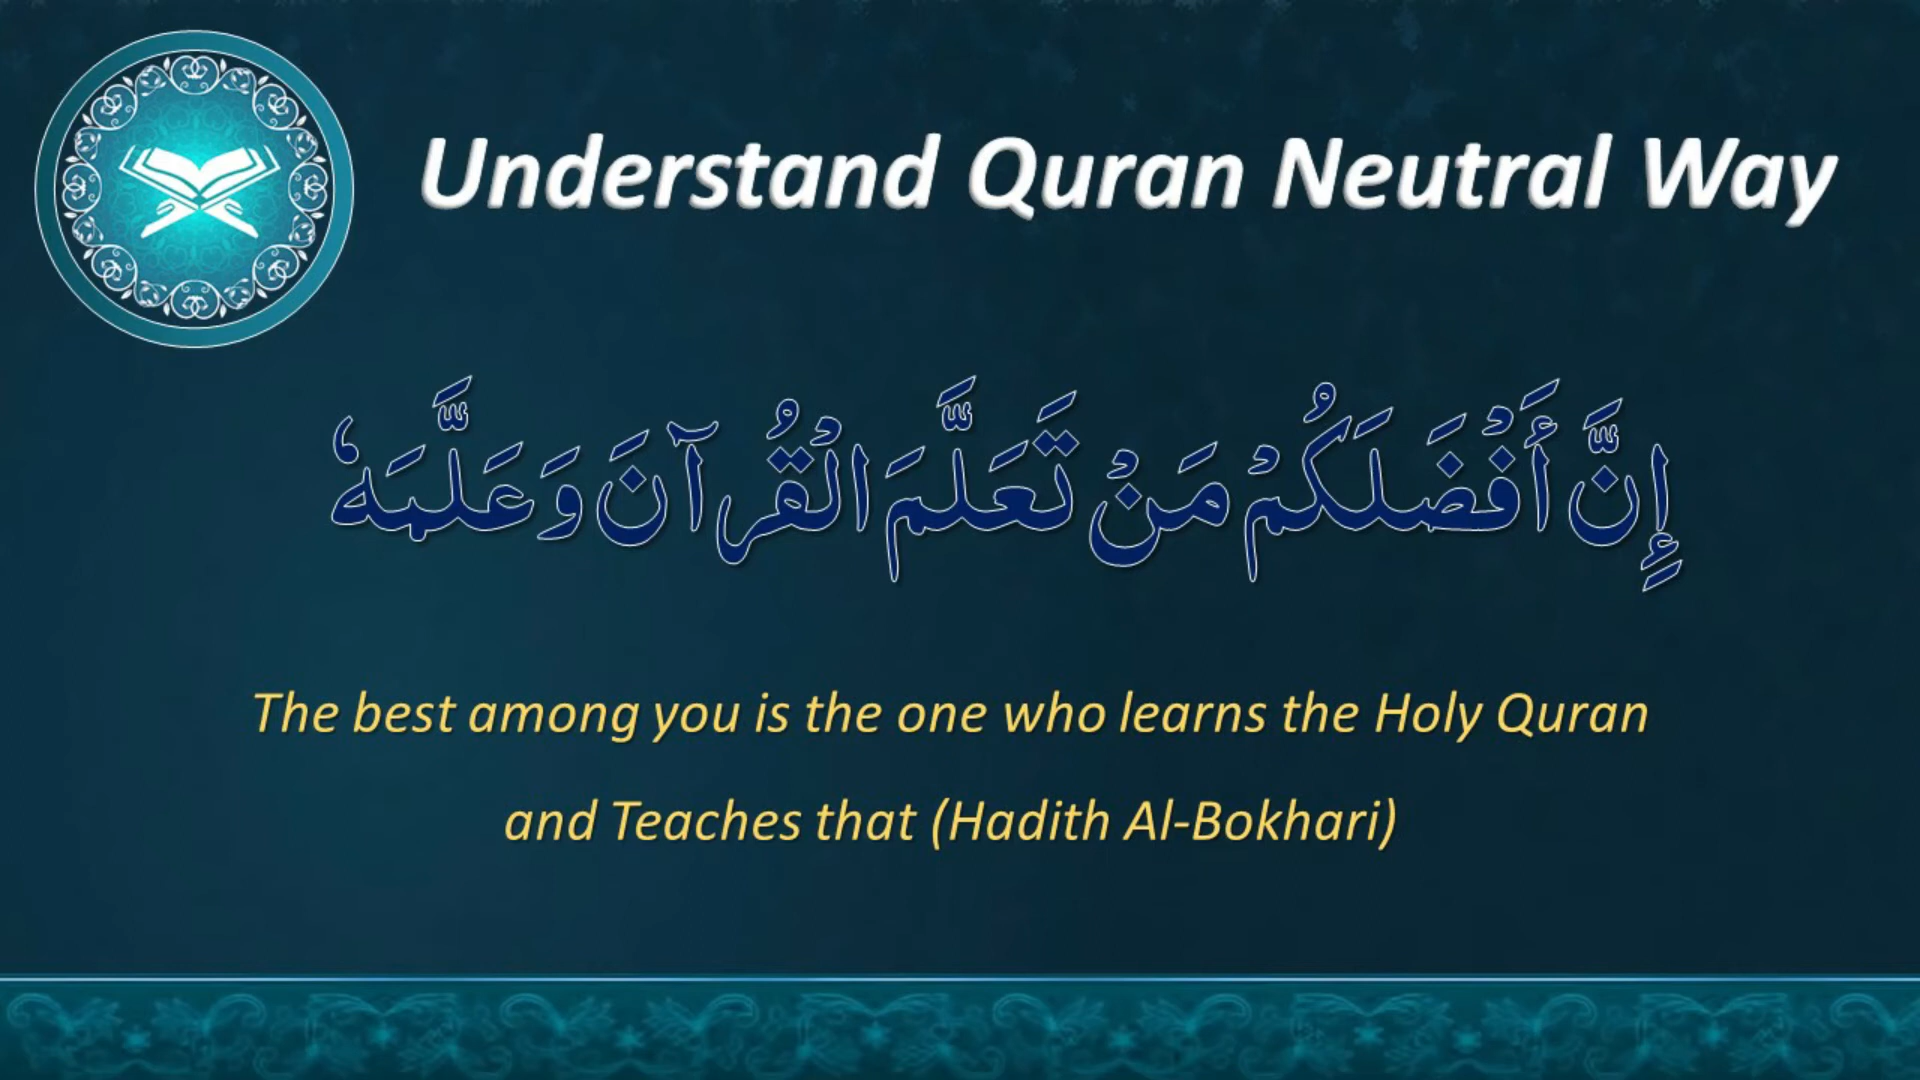 Understand Quran Neutral Way
إِنَّ أَفْضَلَكُمْ مَنْ تَعَلَّمَ الْقُرآنَ وَعَلَّمَهٗ
The best among you is the one who learns the Holy Quran
and Teaches that (Hadith Al-Bokhari)